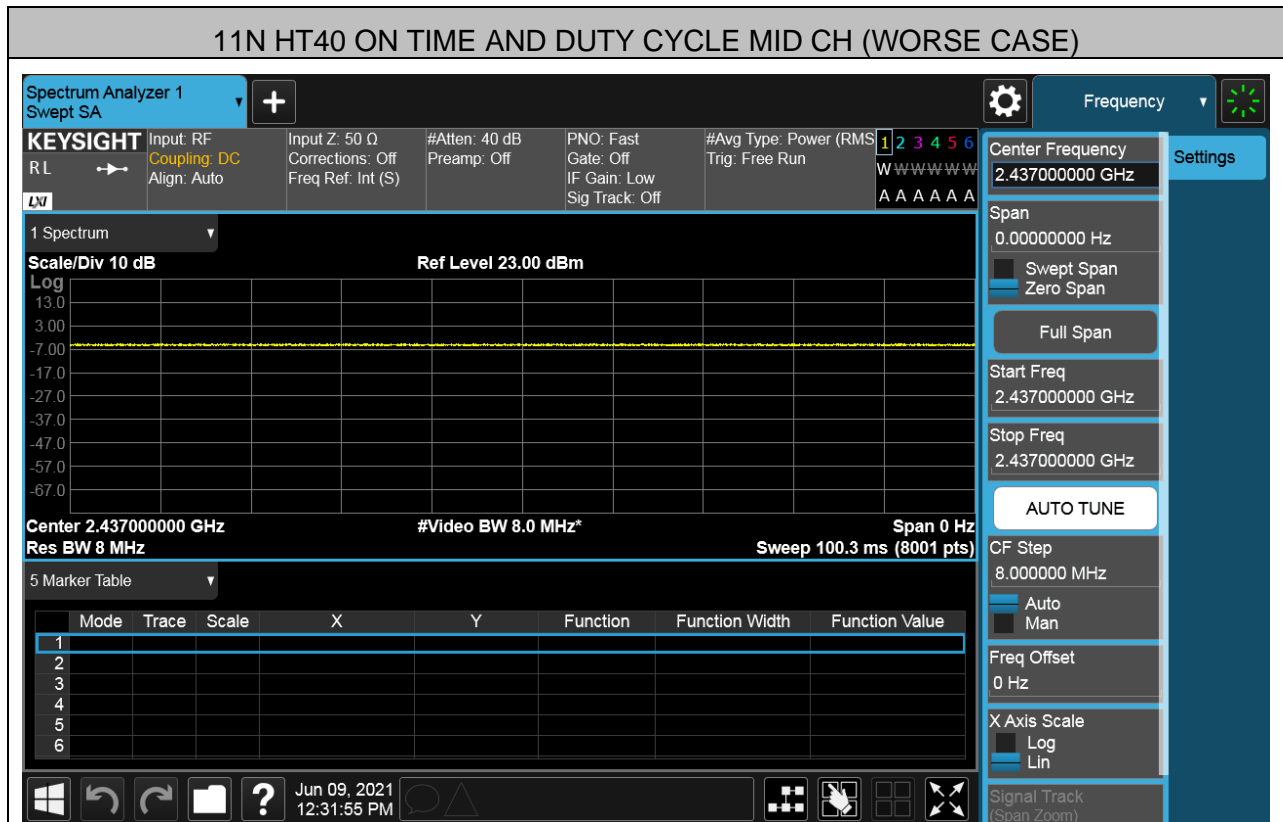 11N HT40 ON TIME AND DUTY CYCLE MID CH (WORSE CASE)
Spectrum Analyzer 1
Swept SA
Frequency
KEYSIGHT
RL
LXI
Input: RF
Coupling: DC
Align: Auto
Input Z: 50 Ω
Corrections: Off
Freq Ref: Int (S)
#Atten: 40 dB
Preamp: Off
PNO: Fast
Gate: Off
IF Gain: Low
Sig Track: Off
#Avg Type: Power (RMS
Trig: Free Run
1 2 3 4 5 6
W W W W W W
A A A A A A
1 Spectrum
Scale/Div 10 dB
Ref Level 23.00 dBm
Log
13.0
3.00
-7.00
-17.0
-27.0
-37.0
-47.0
-57.0
-67.0
Center 2.437000000 GHz
#Video BW 8.0 MHz*
Span 0 Hz
Res BW 8 MHz
Sweep 100.3 ms (8001 pts)
5 Marker Table
Mode Trace Scale X Y Function Function Width Function Value
1
2
3
4
5
6
Jun 09, 2021
12:31:55 PM
Center Frequency
2.437000000 GHz
Settings
Span
0.00000000 Hz
Swept Span
Zero Span
Full Span
Start Freq
2.437000000 GHz
Stop Freq
2.437000000 GHz
AUTO TUNE
CF Step
8.000000 MHz
Auto
Man
Freq Offset
0 Hz
X Axis Scale
Log
Lin
Signal Track
(Span Zoom)